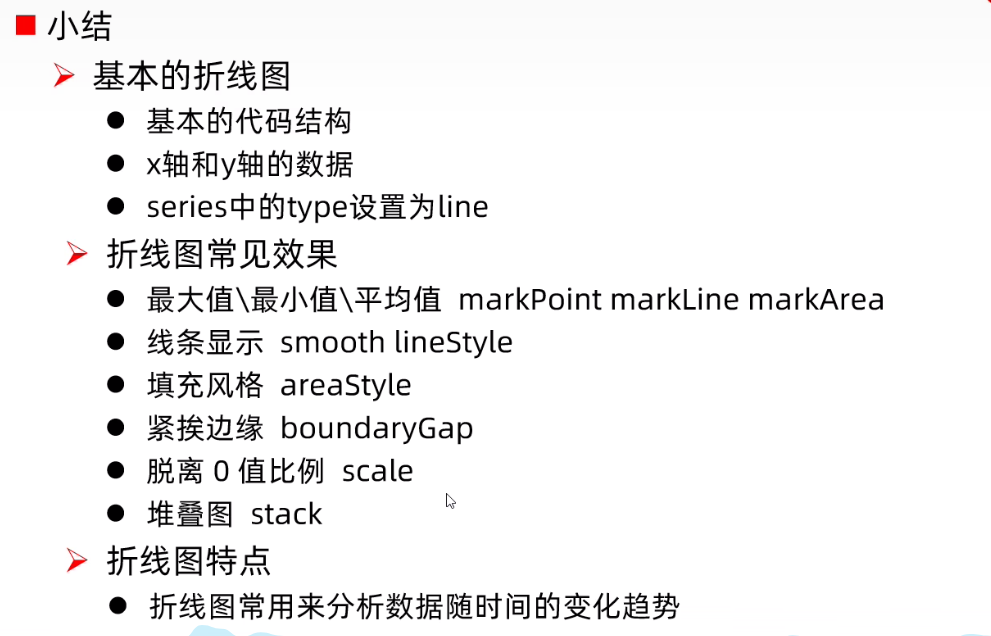 小结
基本的折线图
基本的代码结构
x轴和y轴的数据
series中的type设置为line
折线图常见效果
最大值\最小值\平均值 markPoint markLine markArea
线条显示 smooth lineStyle
填充风格 areaStyle
紧挨边缘 boundaryGap
脱离 0 值比例 scale
堆叠图 stack
折线图特点
折线图常用来分析数据随时间的变化趋势